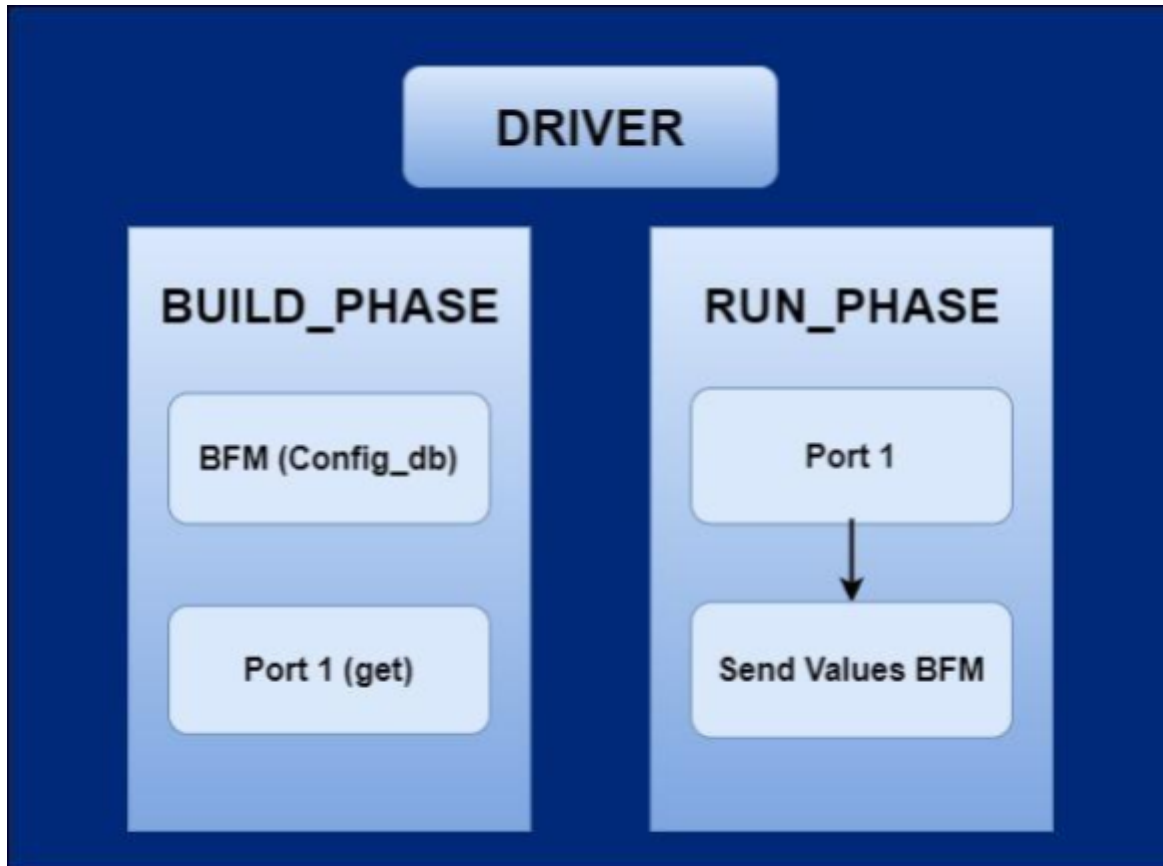 DRIVER
BUILD_PHASE
BFM (Config_db)
Port 1 (get)
RUN_PHASE
Port 1
Send Values BFM